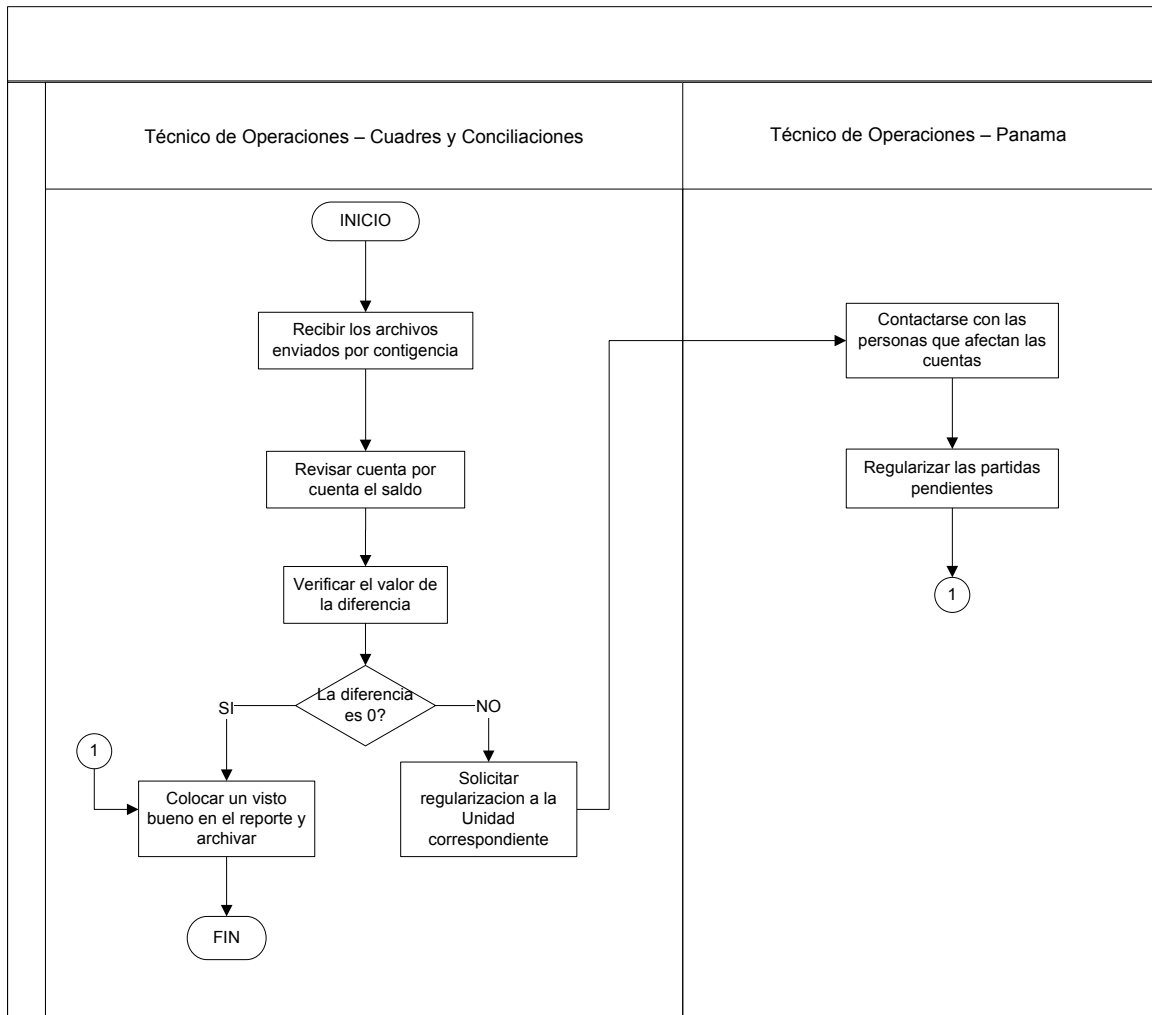 Técnico de Operaciones – Cuadres y Conciliaciones
Técnico de Operaciones – Panama
INICIO
Recibir los archivos
enviados por contigencia
Revisar cuenta por
cuenta el saldo
Verificar el valor de
la diferencia
La diferencia
es 0?
SI
NO
1
Colocar un visto
bueno en el reporte y
archivar
Solicitar
regularizacion a la
Unidad
correspondiente
FIN
Contactarse con las
personas que afectan las
cuentas
Regularizar las partidas
pendientes
1